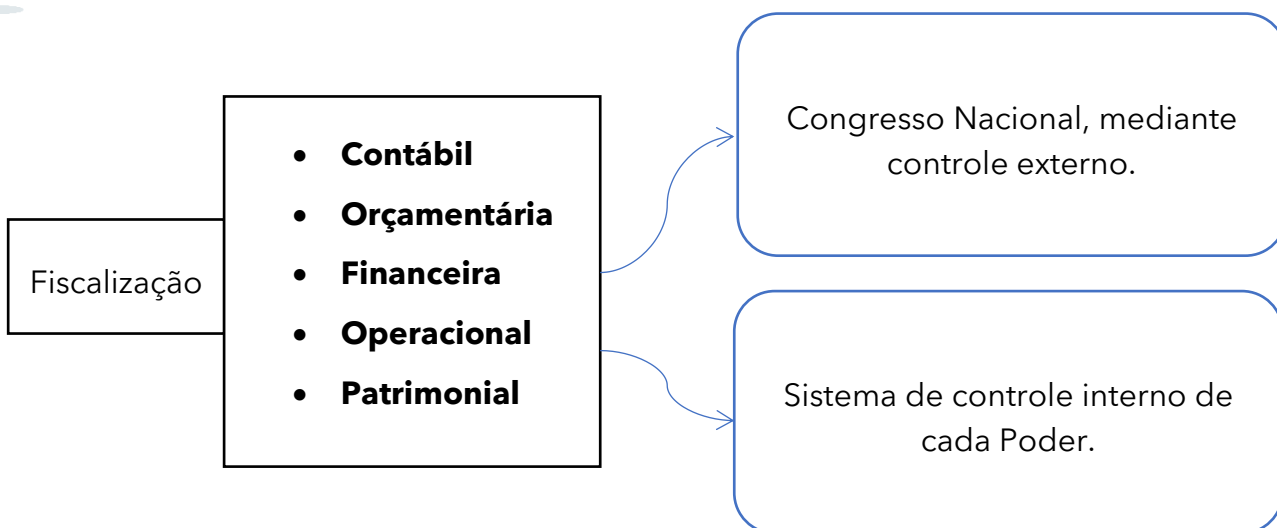 Fiscalização
• Contábil
• Orçamentária
• Financeira
• Operacional
• Patrimonial
Congresso Nacional, mediante
controle externo.
Sistema de controle interno de
cada Poder.